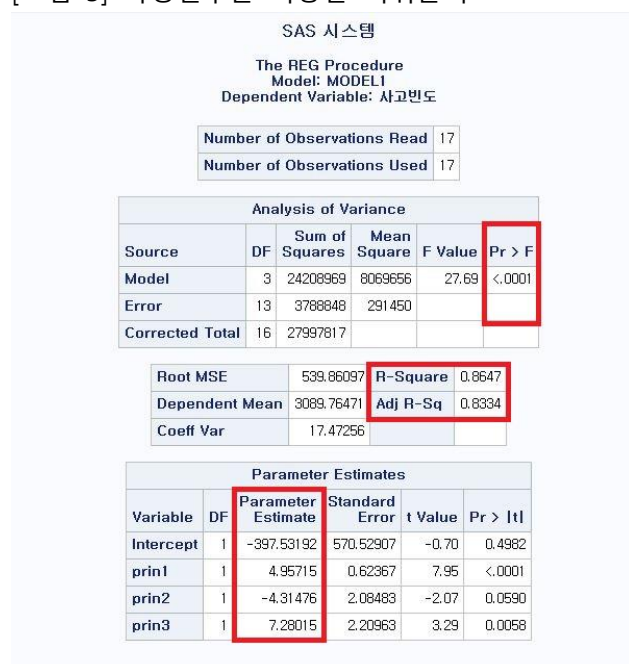 SAS 시스템
The REG Procedure
Model: MODEL1
Dependent Variable: 사고빈도
Number of Observations Read 17
Number of Observations Used 17
Analysis of Variance
Source DF Sum of Squares Mean Square F Value Pr > F
Model 3 24208969 8069656 27.69 <.0001
Error 13 3788848 291450
Corrected Total 16 27997817
Root MSE 539.86097 R-Square 0.8647
Dependent Mean 3089.76471 Adj R-Sq 0.8334
Coeff Var 17.47256
Parameter Estimates
Variable DF Parameter Estimate Standard Error t Value Pr > |t|
Intercept 1 -397.53192 570.52907 -0.70 0.4982
prin1 1 4.95715 0.62367 7.95 <.0001
prin2 1 -4.31476 2.08483 -2.07 0.0590
prin3 1 7.28015 2.20963 3.29 0.0058